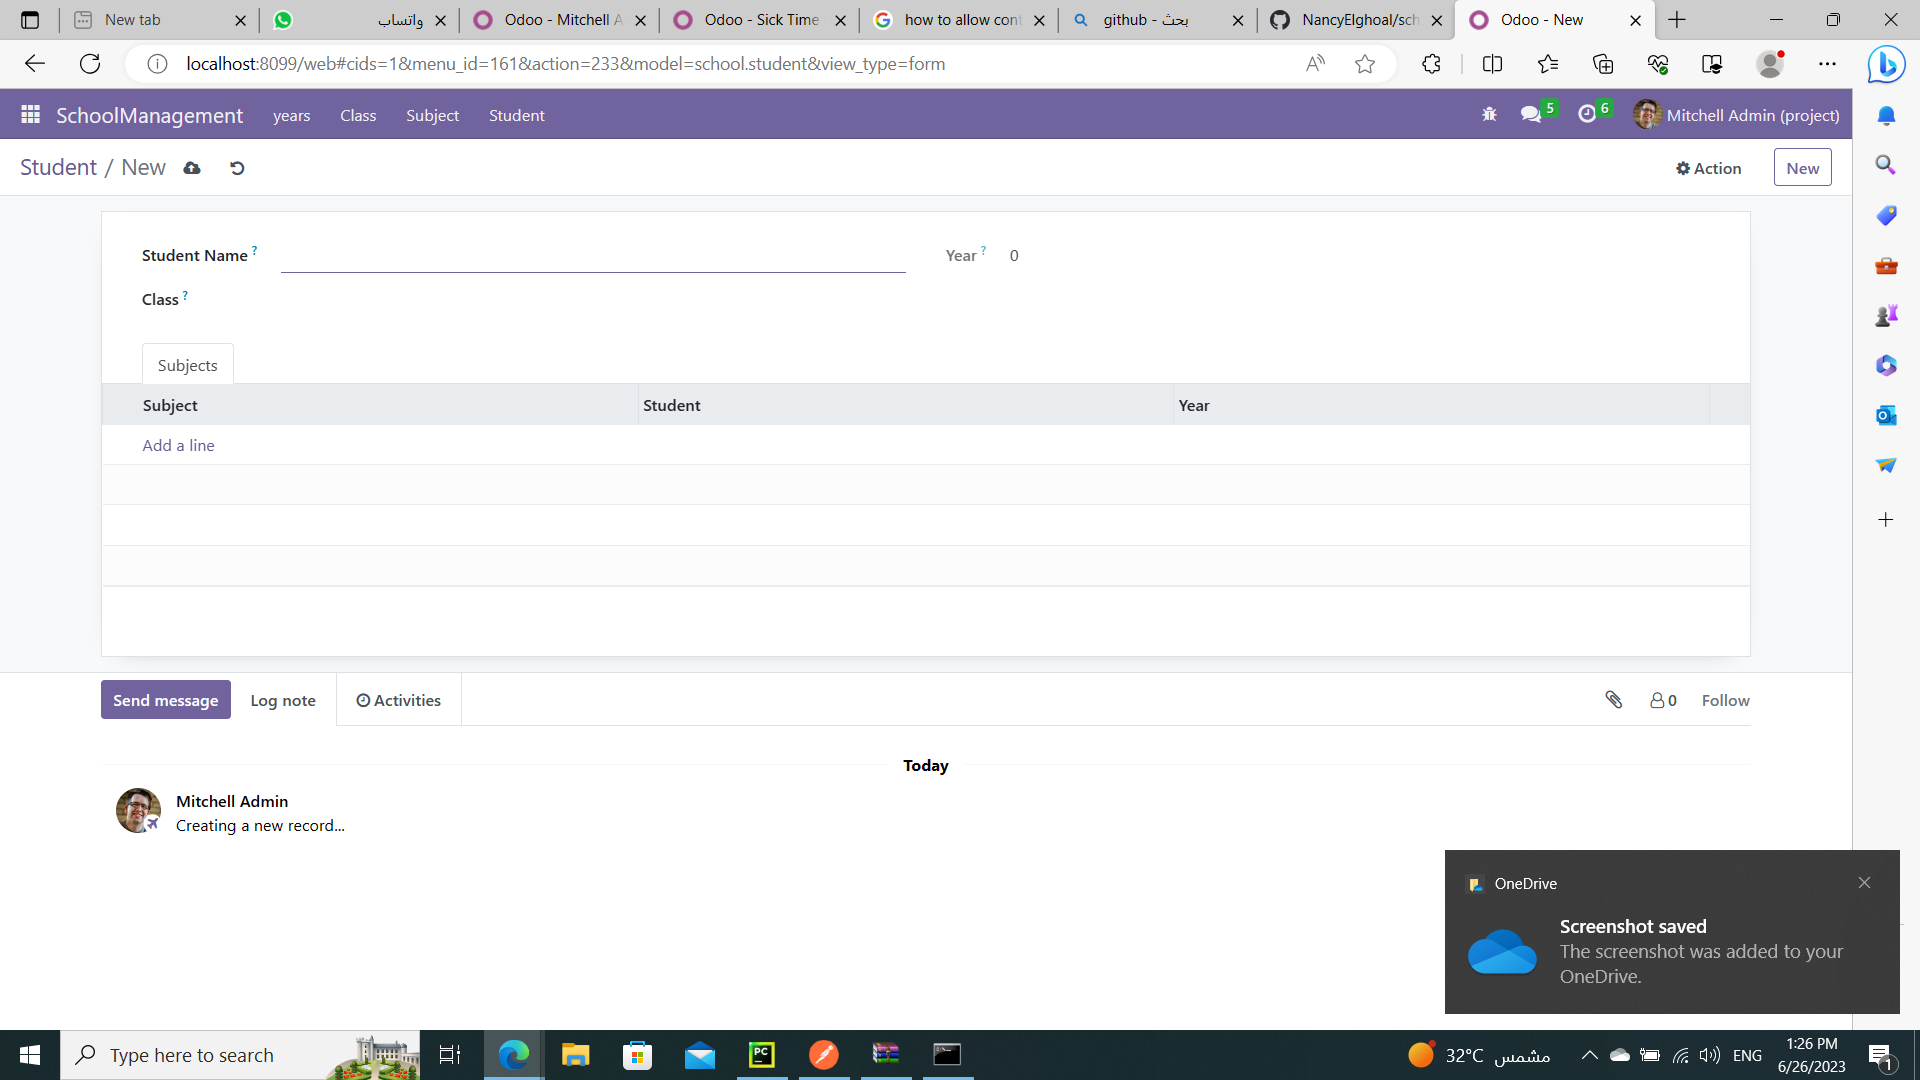 New tab
واتساب
Odoo - Mitchell A
Odoo - Sick Time
how to allow cont
github - بحث
NancyElghoal/sch
Odoo - New
localhost:8099/web#cids=1&menu_id=161&action=233&model=school.student&view_type=form
SchoolManagement years Class Subject Student
5 6 Mitchell Admin (project)
Student / New
Action New
Student Name ?
Year ? 0
Class ?
Subjects
Subject Student Year
Add a line
Send message Log note Activities
0 Follow
Today
Mitchell Admin
Creating a new record...
OneDrive
Screenshot saved
The screenshot was added to your
OneDrive.
Type here to search
PC
32°C مشمس
ENG
1:26 PM
6/26/2023
1